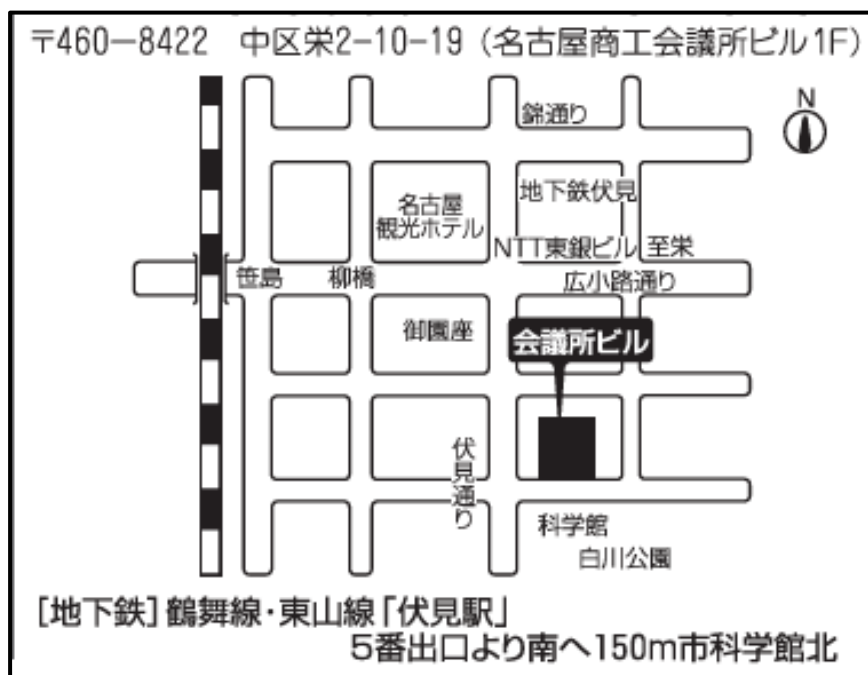 〒460-8422 中区栄2-10-19（名古屋商工会議所ビル1F）
N
錦通り
地下鉄伏見
名古屋
観光ホテル
NTT東銀ビル
至栄
笹島
柳橋
広小路通り
御園座
会議所ビル
伏見通り
科学館
白川公園
［地下鉄］鶴舞線・東山線「伏見駅」
5番出口より南へ150m市科学館北